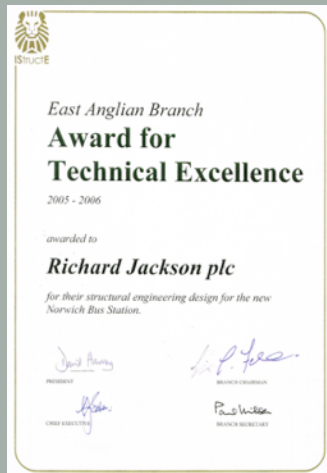 IStructE
East Anglian Branch
Award for
Technical Excellence
2005 - 2006
awarded to
Richard Jackson plc
for their structural engineering design for the new
Norwich Bus Station.
PRESIDENT
BRANCH CHAIRMAN
CHIEF EXECUTIVE
BRANCH SECRETARY